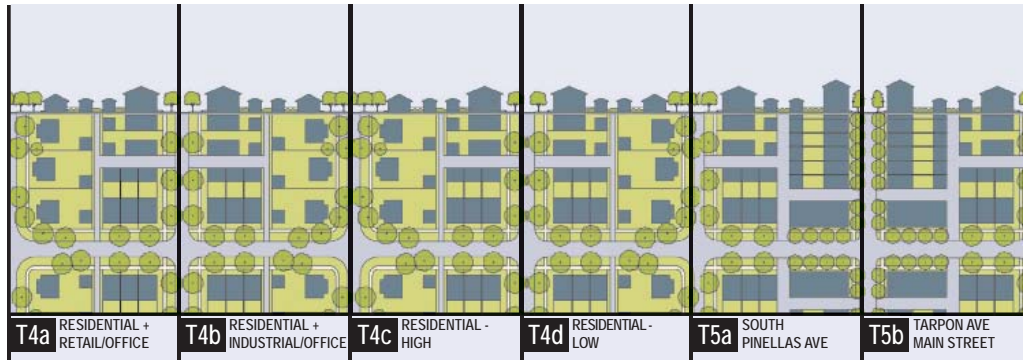 T4a RESIDENTIAL +
RETAIL/OFFICE
T4b RESIDENTIAL +
INDUSTRIAL/OFFICE
T4c RESIDENTIAL -
HIGH
T4d RESIDENTIAL-
LOW
T5a SOUTH
PINELLAS AVE
T5b TARPON AVE
MAIN STREET